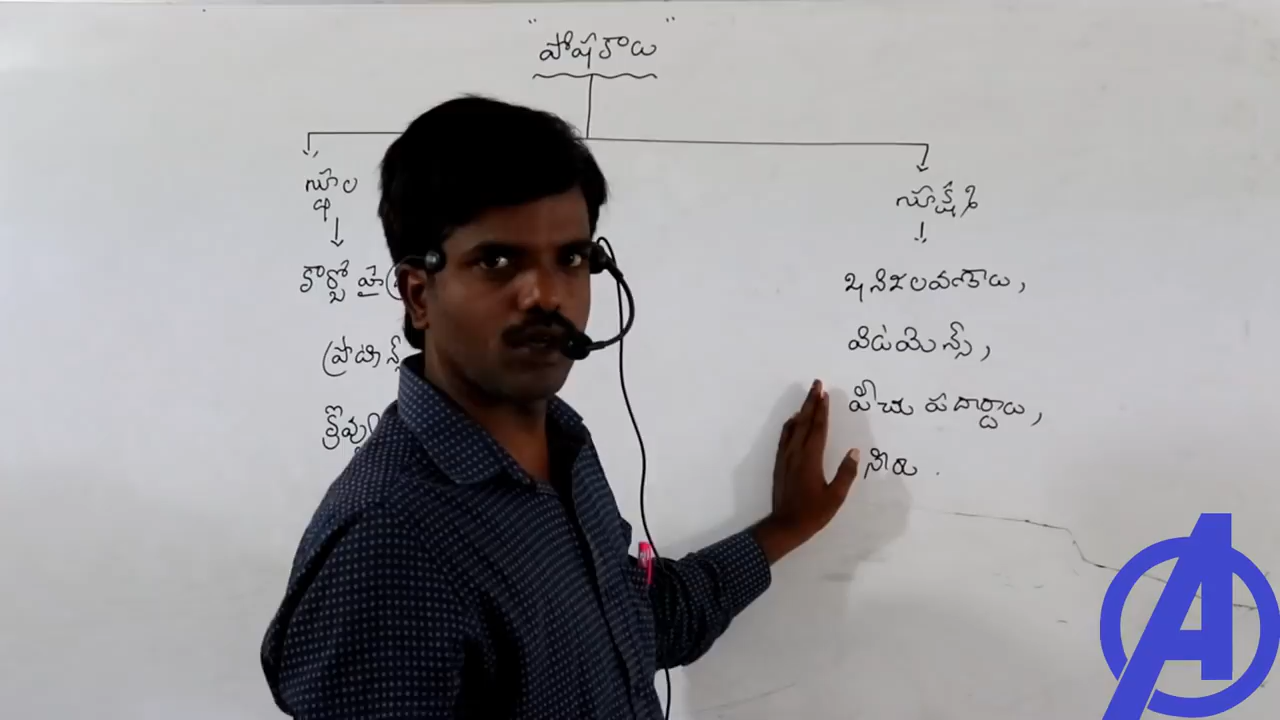 " పోషకాలు "
స్థూల
సూక్ష్మ
ఖనిజలవణాలు,
ప్రొటీన్స్
విటమెన్స్,
పీచు పదార్థాలు,
నీరు .
A